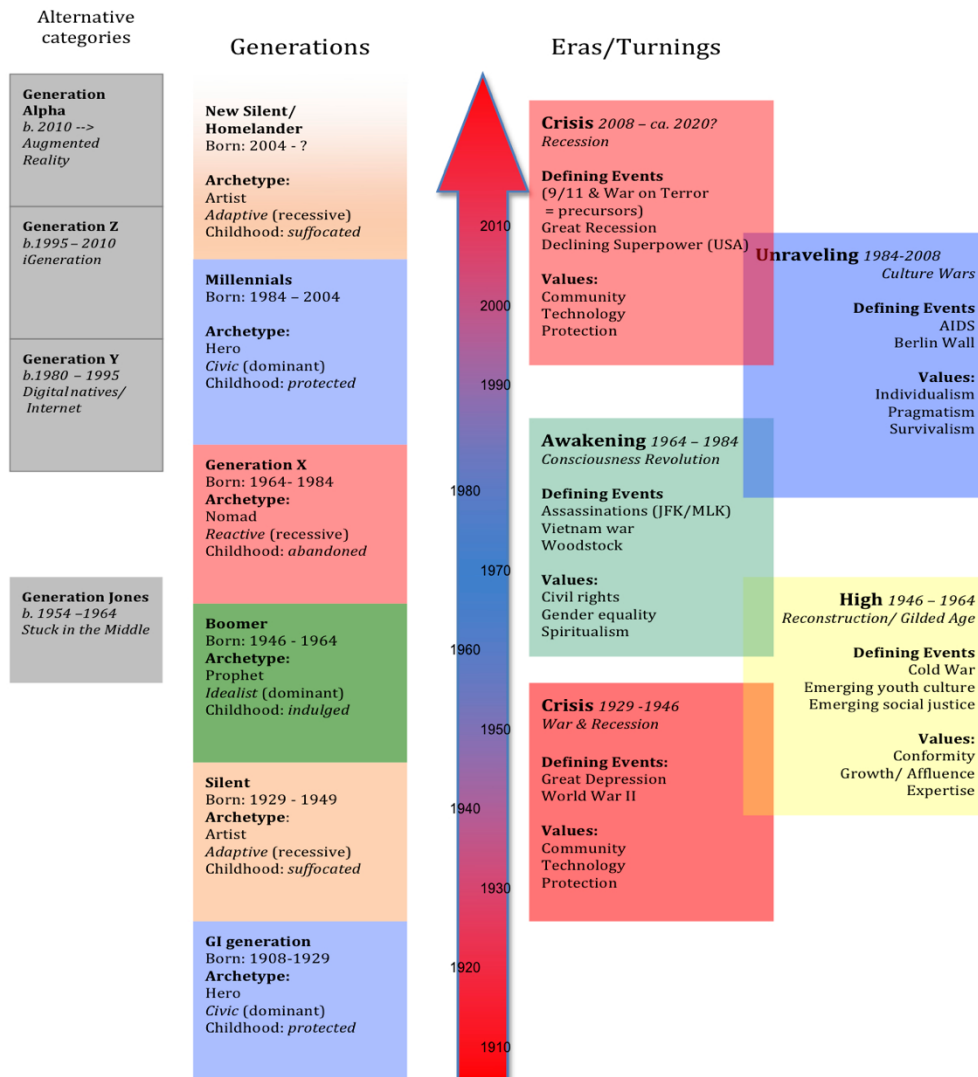 Alternative
categories
Generations
Eras/Turnings
Generation
Alpha
b. 2010 -->
Augmented
Reality
Generation Z
b.1995 – 2010
iGeneration
Generation Y
b.1980 – 1995
Digital natives/
Internet
Generation Jones
b. 1954 –1964
Stuck in the Middle
New Silent/
Homelander
Born: 2004 - ?
Archetype:
Artist
Adaptive (recessive)
Childhood: suffocated
Millennials
Born: 1984 – 2004
Archetype:
Hero
Civic (dominant)
Childhood: protected
Generation X
Born: 1964- 1984
Archetype:
Nomad
Reactive (recessive)
Childhood: abandoned
Boomer
Born: 1946 - 1964
Archetype:
Prophet
Idealist (dominant)
Childhood: indulged
Silent
Born: 1929 - 1949
Archetype:
Artist
Adaptive (recessive)
Childhood: suffocated
GI generation
Born: 1908-1929
Archetype:
Hero
Civic (dominant)
Childhood: protected
2010
2000
1990
1980
1970
1960
1950
1940
1930
1920
1910
Crisis 2008 – ca. 2020?
Recession
Defining Events
(9/11 & War on Terror
= precursors)
Great Recession
Declining Superpower (USA)
Values:
Community
Technology
Protection
Unraveling 1984-2008
Culture Wars
Defining Events
AIDS
Berlin Wall
Values:
Individualism
Pragmatism
Survivalism
Awakening 1964 – 1984
Consciousness Revolution
Defining Events
Assassinations (JFK/MLK)
Vietnam war
Woodstock
Values:
Civil rights
Gender equality
Spiritualism
High 1946 – 1964
Reconstruction/ Gilded Age
Defining Events
Cold War
Emerging youth culture
Emerging social justice
Values:
Conformity
Growth/ Affluence
Expertise
Crisis 1929 -1946
War & Recession
Defining Events:
Great Depression
World War II
Values:
Community
Technology
Protection